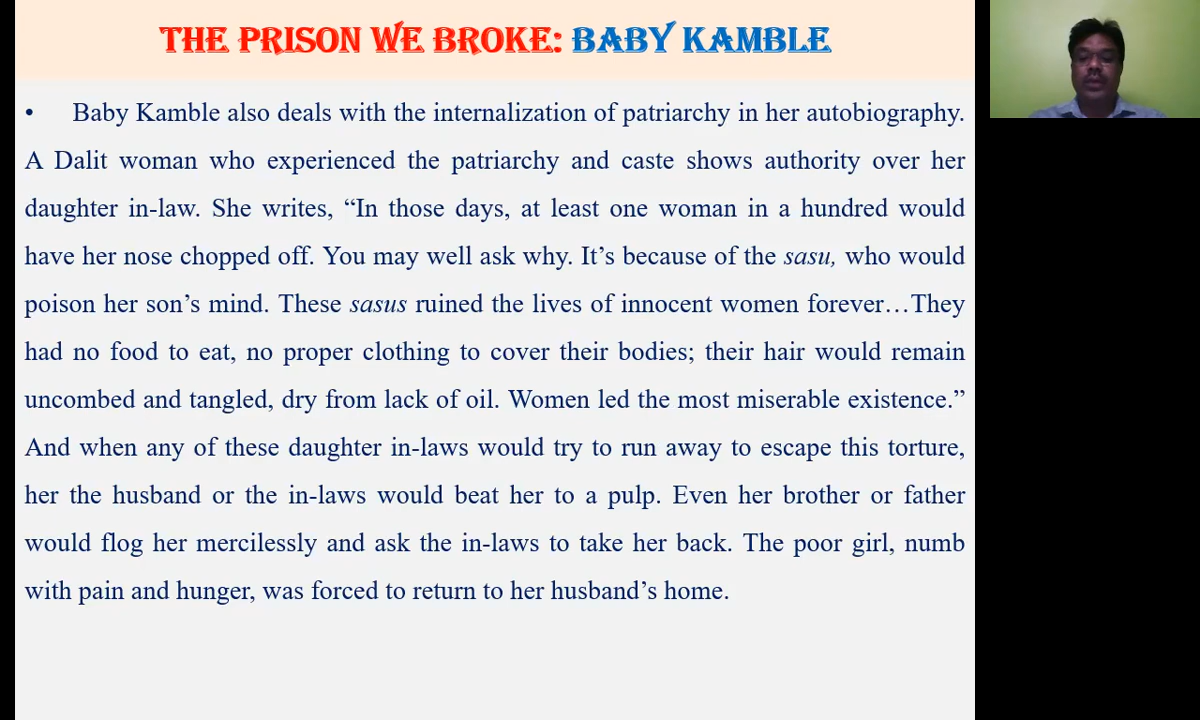 THE PRISON WE BROKE: BABY KAMBLE
• Baby Kamble also deals with the internalization of patriarchy in her autobiography.
A Dalit woman who experienced the patriarchy and caste shows authority over her
daughter in-law. She writes, “In those days, at least one woman in a hundred would
have her nose chopped off. You may well ask why. It’s because of the sasu, who would
poison her son’s mind. These sasus ruined the lives of innocent women forever…They
had no food to eat, no proper clothing to cover their bodies; their hair would remain
uncombed and tangled, dry from lack of oil. Women led the most miserable existence.”
And when any of these daughter in-laws would try to run away to escape this torture,
her the husband or the in-laws would beat her to a pulp. Even her brother or father
would flog her mercilessly and ask the in-laws to take her back. The poor girl, numb
with pain and hunger, was forced to return to her husband’s home.